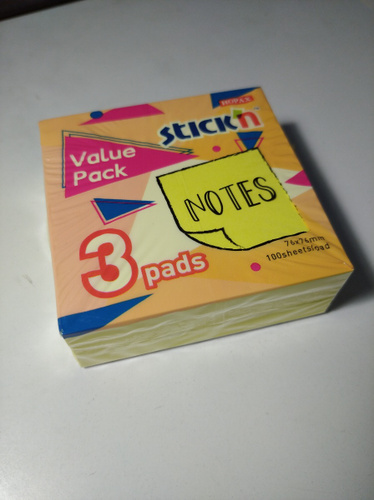 STICK'n
Value
Pack
NOTES
3 pads
76x76mm
100sheets/pad